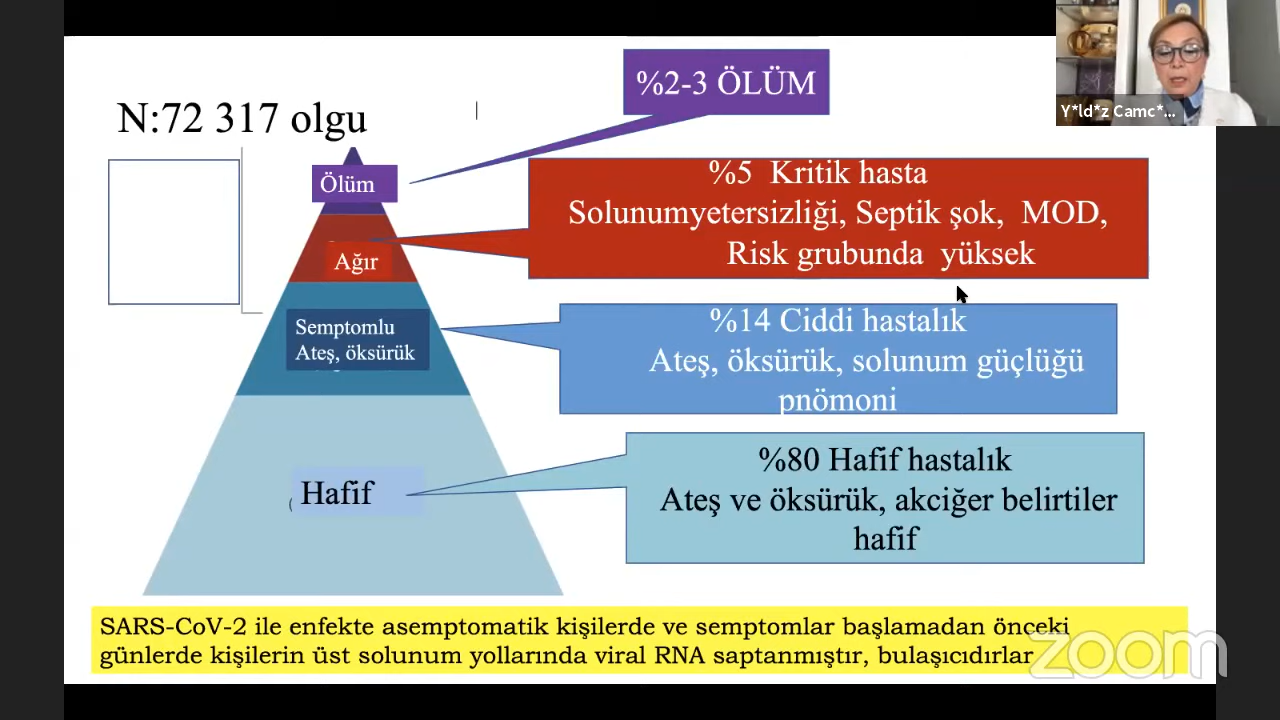 %2-3 ÖLÜM
N:72 317 olgu
Ölüm
%5 Kritik hasta
Solunumyetersizliği, Septik şok, MOD,
Risk grubunda yüksek
Ağır
Semptomlu
Ateş, öksürük
%14 Ciddi hastalık
Ateş, öksürük, solunum güçlüğü
pnömoni
%80 Hafif hastalık
Ateş ve öksürük, akciğer belirtiler
hafif
( Hafif
SARS-CoV-2 ile enfekte asemptomatik kişilerde ve semptomlar başlamadan önceki
günlerde kişilerin üst solunum yollarında viral RNA saptanmıştır, bulaşıcıdırlar
Y*ld*z Camc*...
zoom